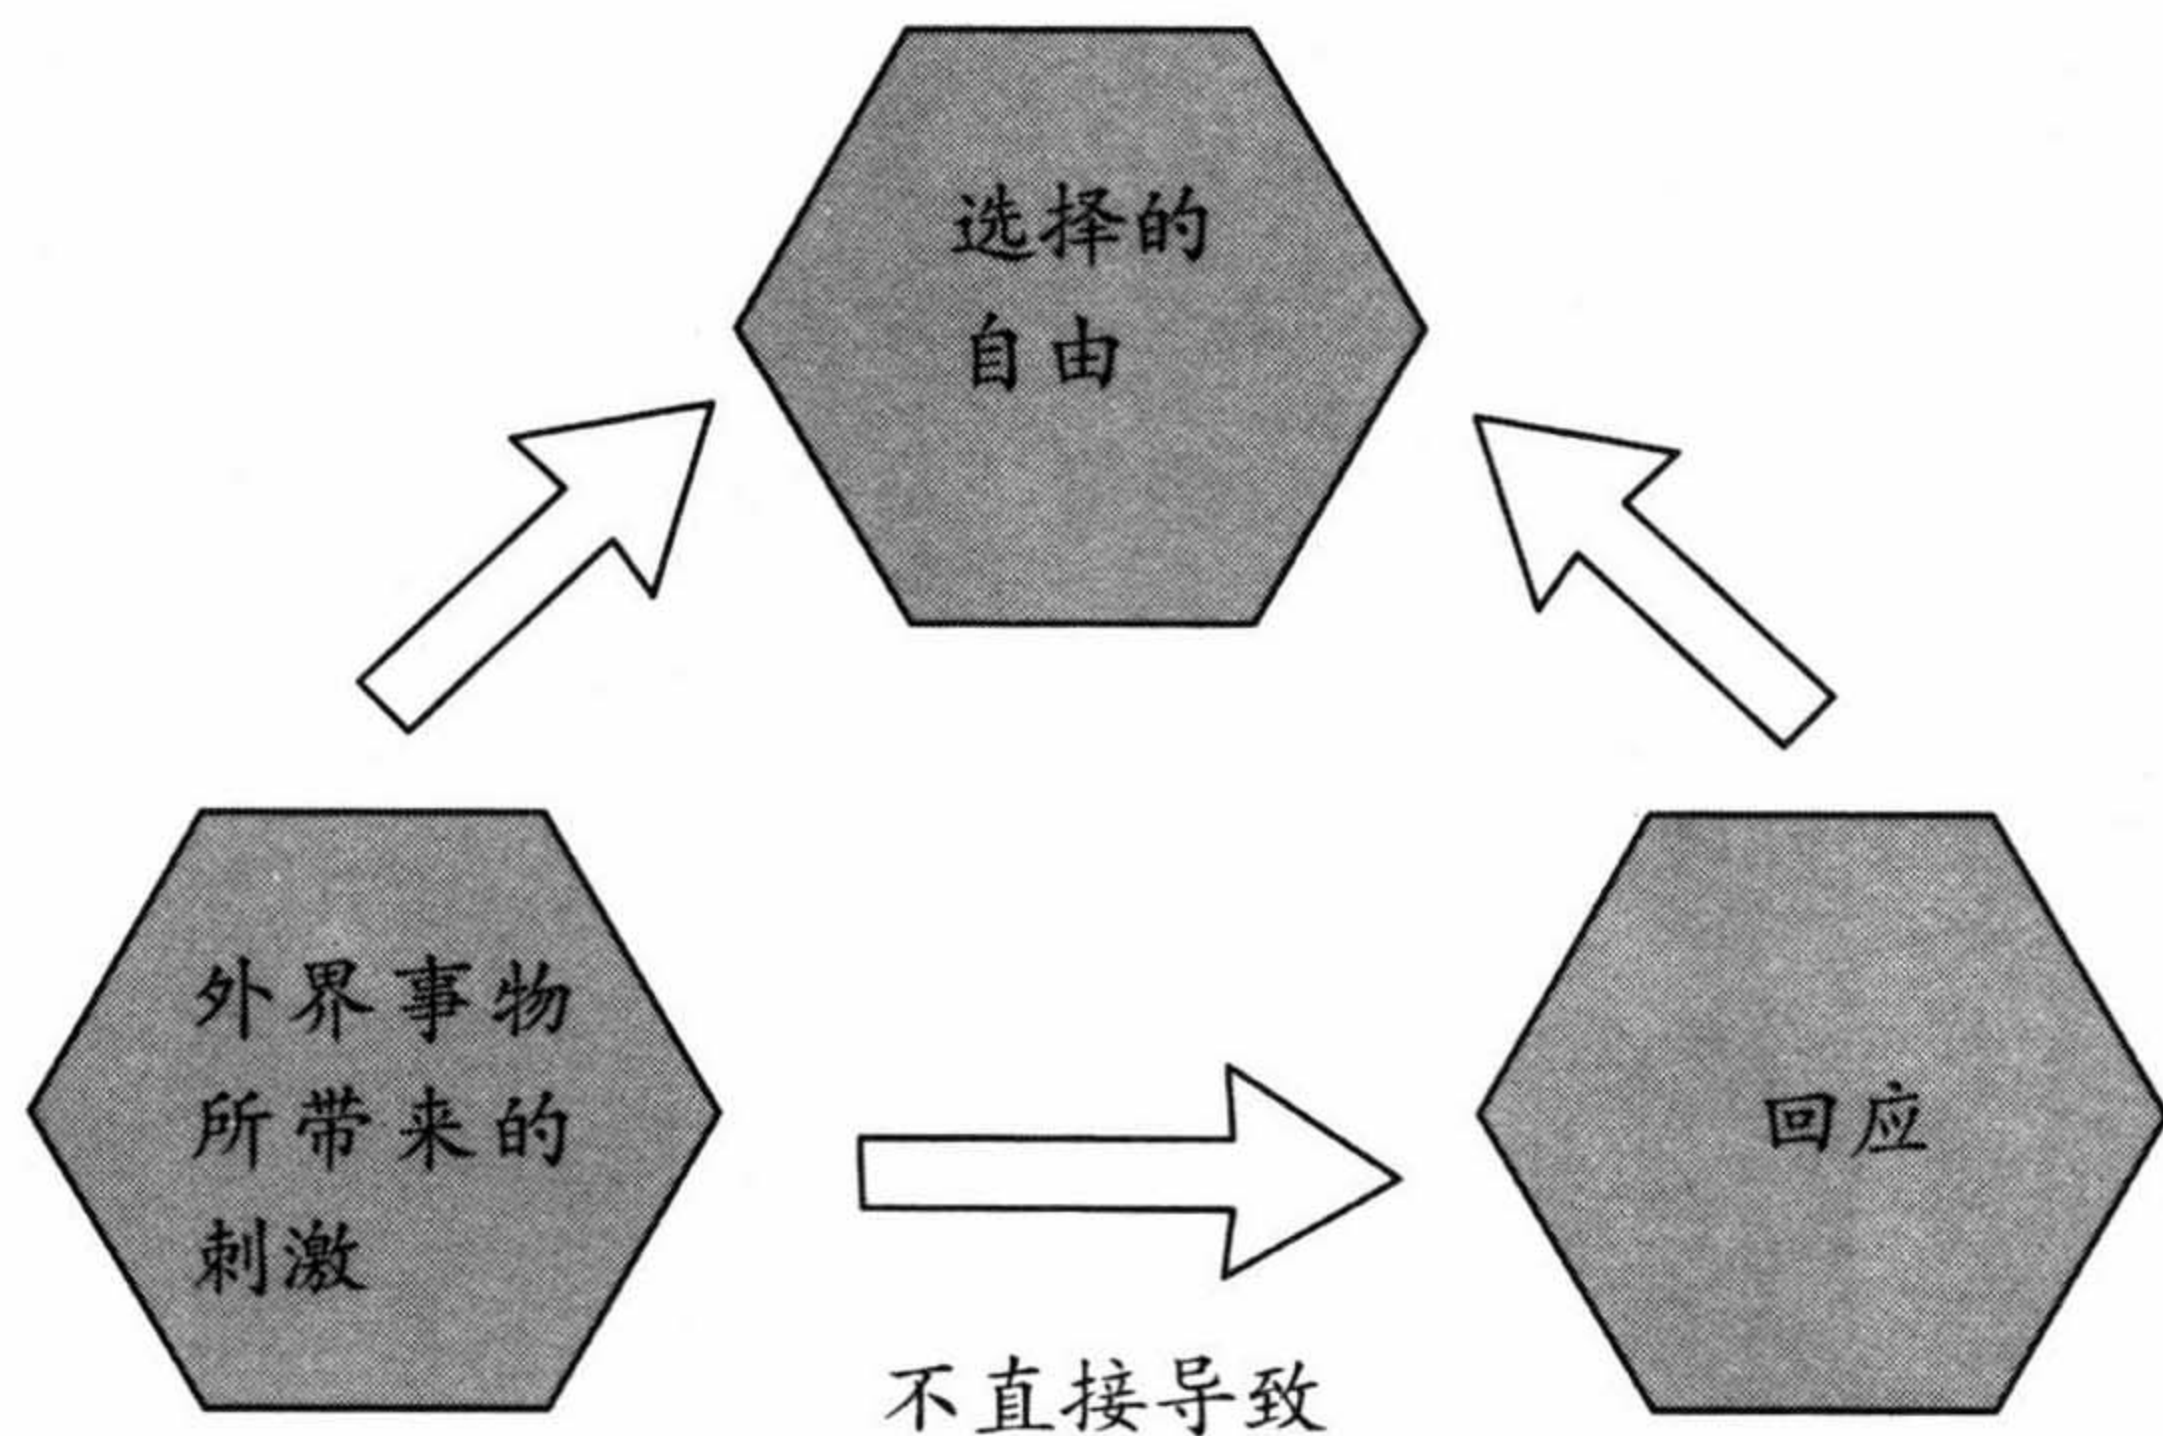 选择的
自由
外界事物
所带来的
刺激
回应
不直接导致